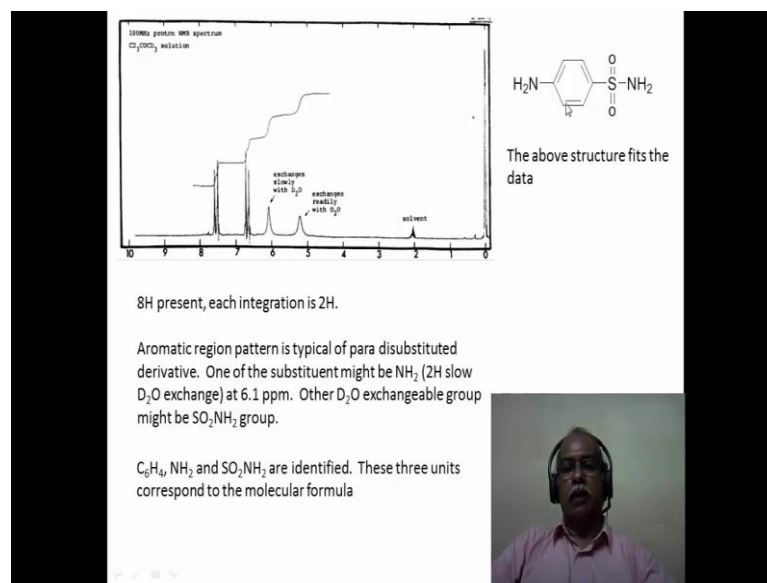 100MHz proton NMR spectrum
CD₃COCD₃ solution
exchanges
slowly
with D₂O
exchanges
readily
with D₂O
solvent
10 9 8 7 6 5 4 3 2 1 0
H₂N
O
S
NH₂
O
The above structure fits the
data
8H present, each integration is 2H.
Aromatic region pattern is typical of para disubstituted
derivative. One of the substituent might be NH₂ (2H slow
D₂O exchange) at 6.1 ppm. Other D₂O exchangeable group
might be SO₂NH₂ group.
C₆H₄, NH₂ and SO₂NH₂ are identified. These three units
correspond to the molecular formula